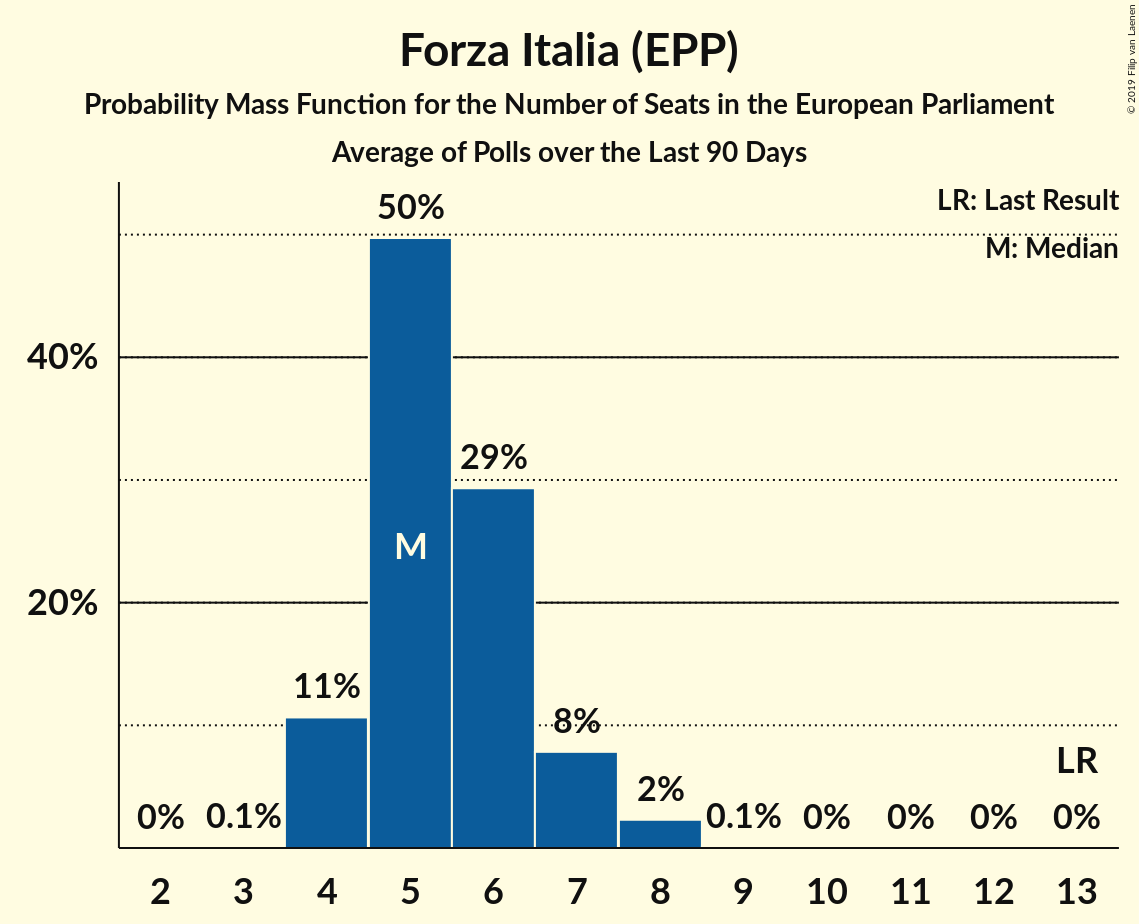 Forza Italia (EPP)
Probability Mass Function for the Number of Seats in the European Parliament
Average of Polls over the Last 90 Days
© 2019 Filip van Laenen
LR: Last Result
M: Median
50%
40%
29%
M
20%
11%
8%
LR
2%
0% 0.1% 0.1% 0% 0% 0% 0%
2 3 4 5 6 7 8 9 10 11 12 13